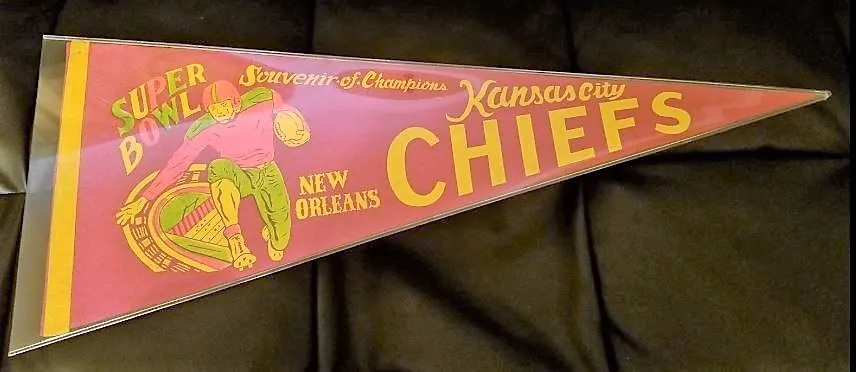 SUPER
BOWL
Souvenir-of-Champions
NEW
ORLEANS
Kansas City
CHIEFS